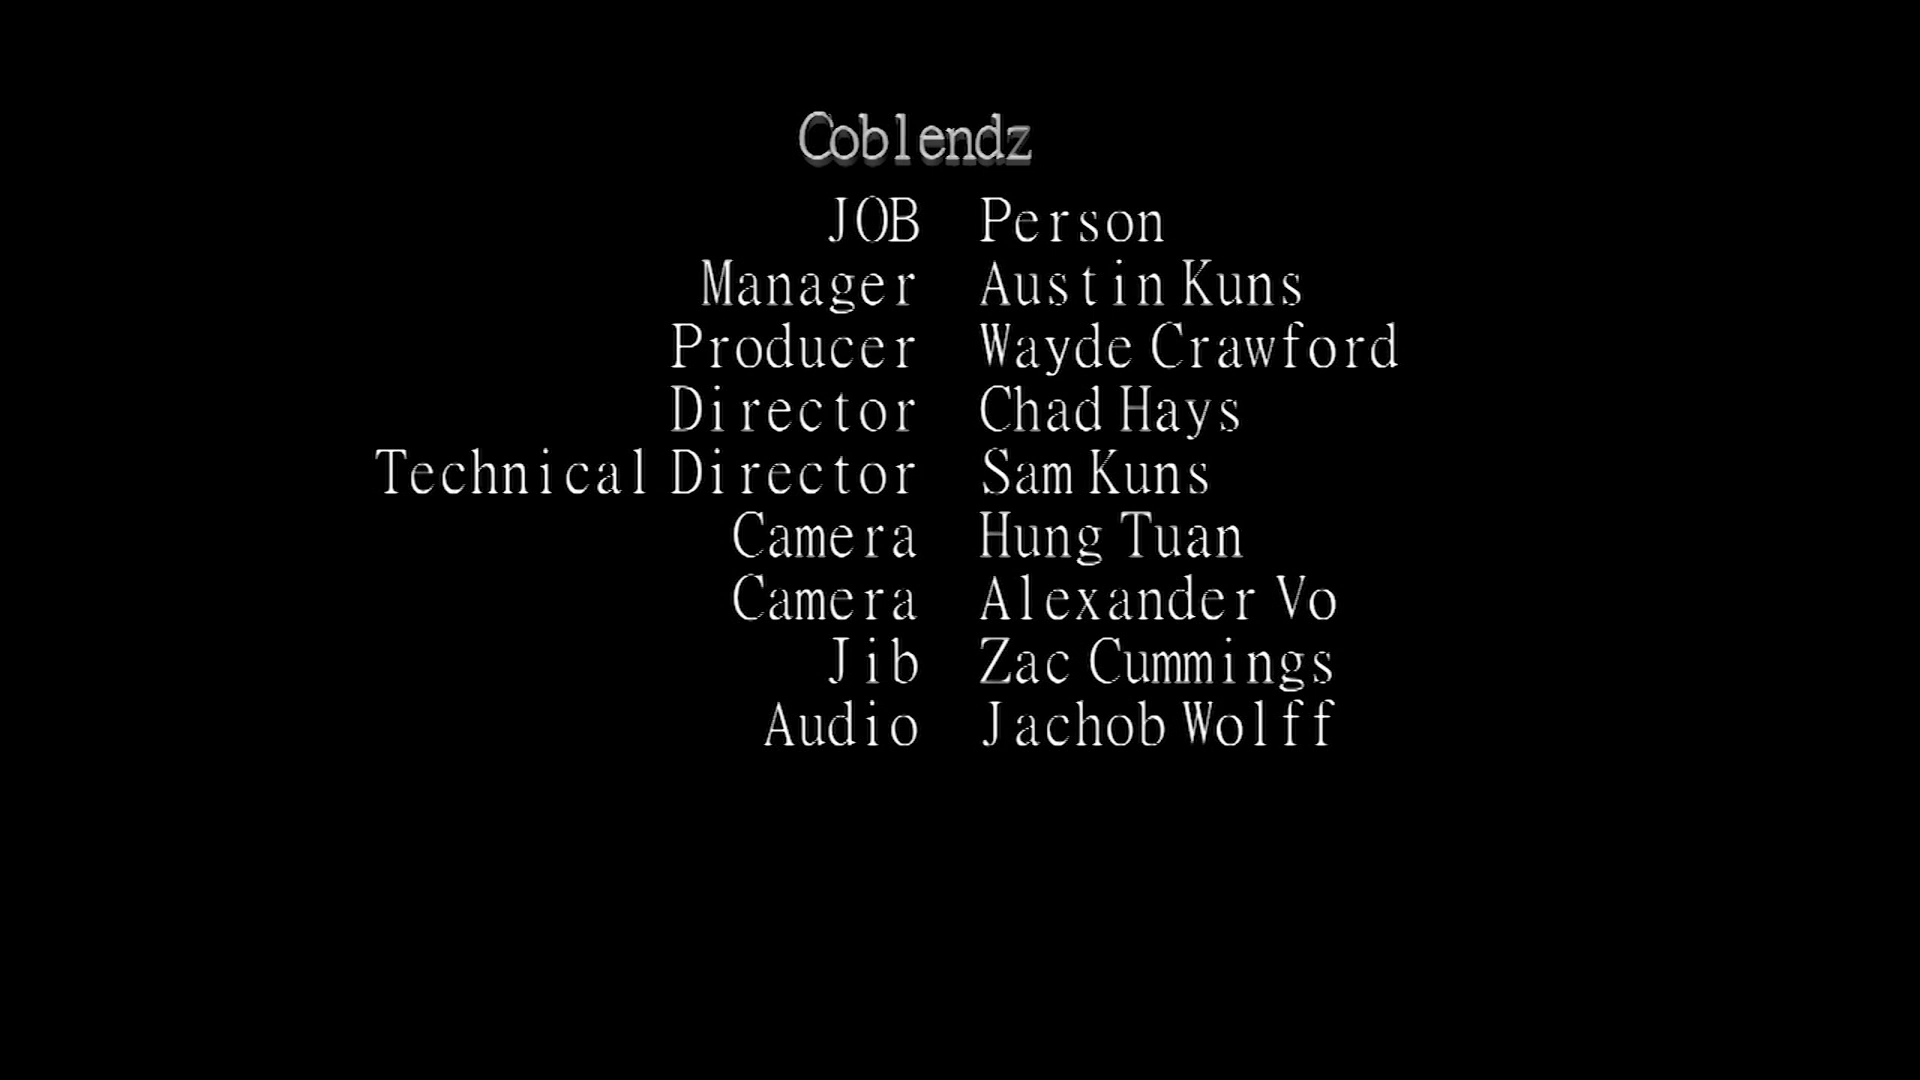 Coblendz
JOB Person
Manager Austin Kuns
Producer Wayde Crawford
Director Chad Hays
Technical Director Sam Kuns
Camera Hung Tuan
Camera Alexander Vo
Jib Zac Cummings
Audio Jachob Wolff